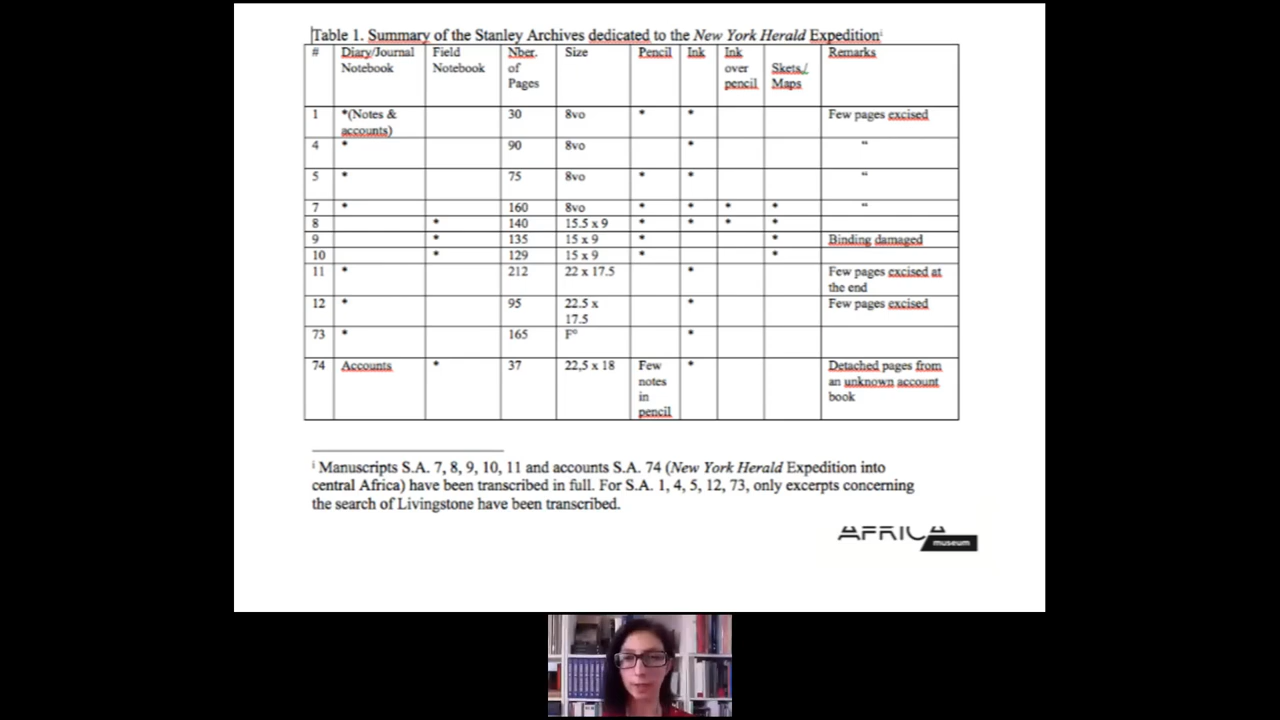 Table 1. Summary of the Stanley Archives dedicated to the New York Herald Expedition i
# Diary/Journal Notebook Field Notebook Nber. of Pages Size Pencil Ink Ink over pencil Skets./ Maps Remarks
1 *(Notes & accounts) 30 8vo * * Few pages excised
4 * 90 8vo * "
5 * 75 8vo * * "
7 * 160 8vo * * * * "
8 * 140 15.5 x 9 * * * *
9 * 135 15 x 9 * * Binding damaged
10 * 129 15 x 9 * *
11 * 212 22 x 17.5 * Few pages excised at the end
12 * 95 22.5 x 17.5 * Few pages excised
73 * 165 F° *
74 Accounts * 37 22,5 x 18 Few notes in pencil * Detached pages from an unknown account book
i Manuscripts S.A. 7, 8, 9, 10, 11 and accounts S.A. 74 (New York Herald Expedition into
central Africa) have been transcribed in full. For S.A. 1, 4, 5, 12, 73, only excerpts concerning
the search of Livingstone have been transcribed.
AFRICA
museum